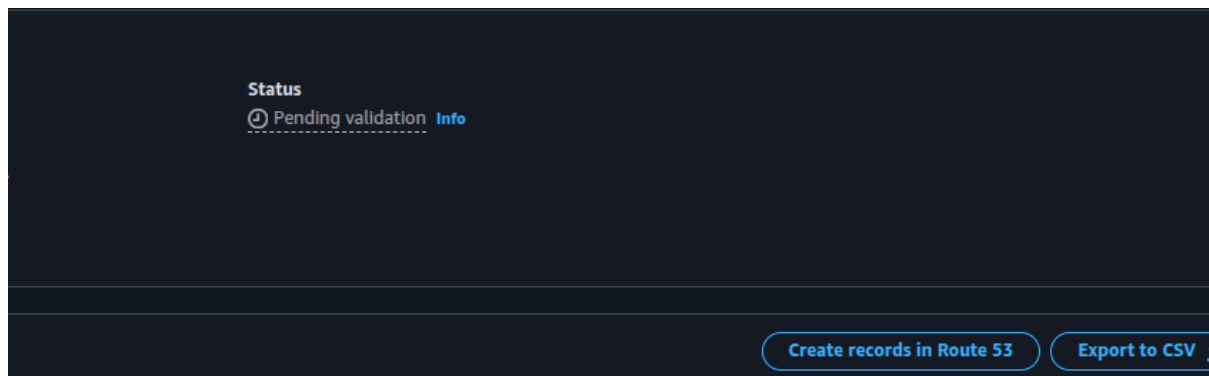 Status
Pending validation Info
Create records in Route 53 Export to CSV